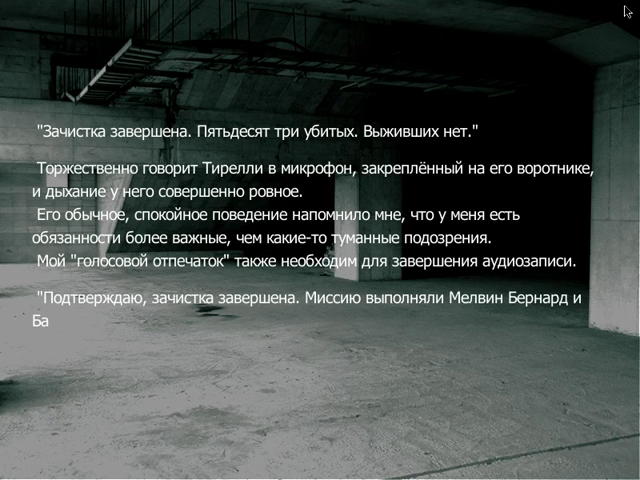 "Зачистка завершена. Пятьдесят три убитых. Выживших нет."
Торжественно говорит Тирелли в микрофон, закреплённый на его воротнике,
и дыхание у него совершенно ровное.
Его обычное, спокойное поведение напомнило мне, что у меня есть
обязанности более важные, чем какие-то туманные подозрения.
Мой "голосовой отпечаток" также необходим для завершения аудиозаписи.
"Подтверждаю, зачистка завершена. Миссию выполняли Мелвин Бернард и
Ба